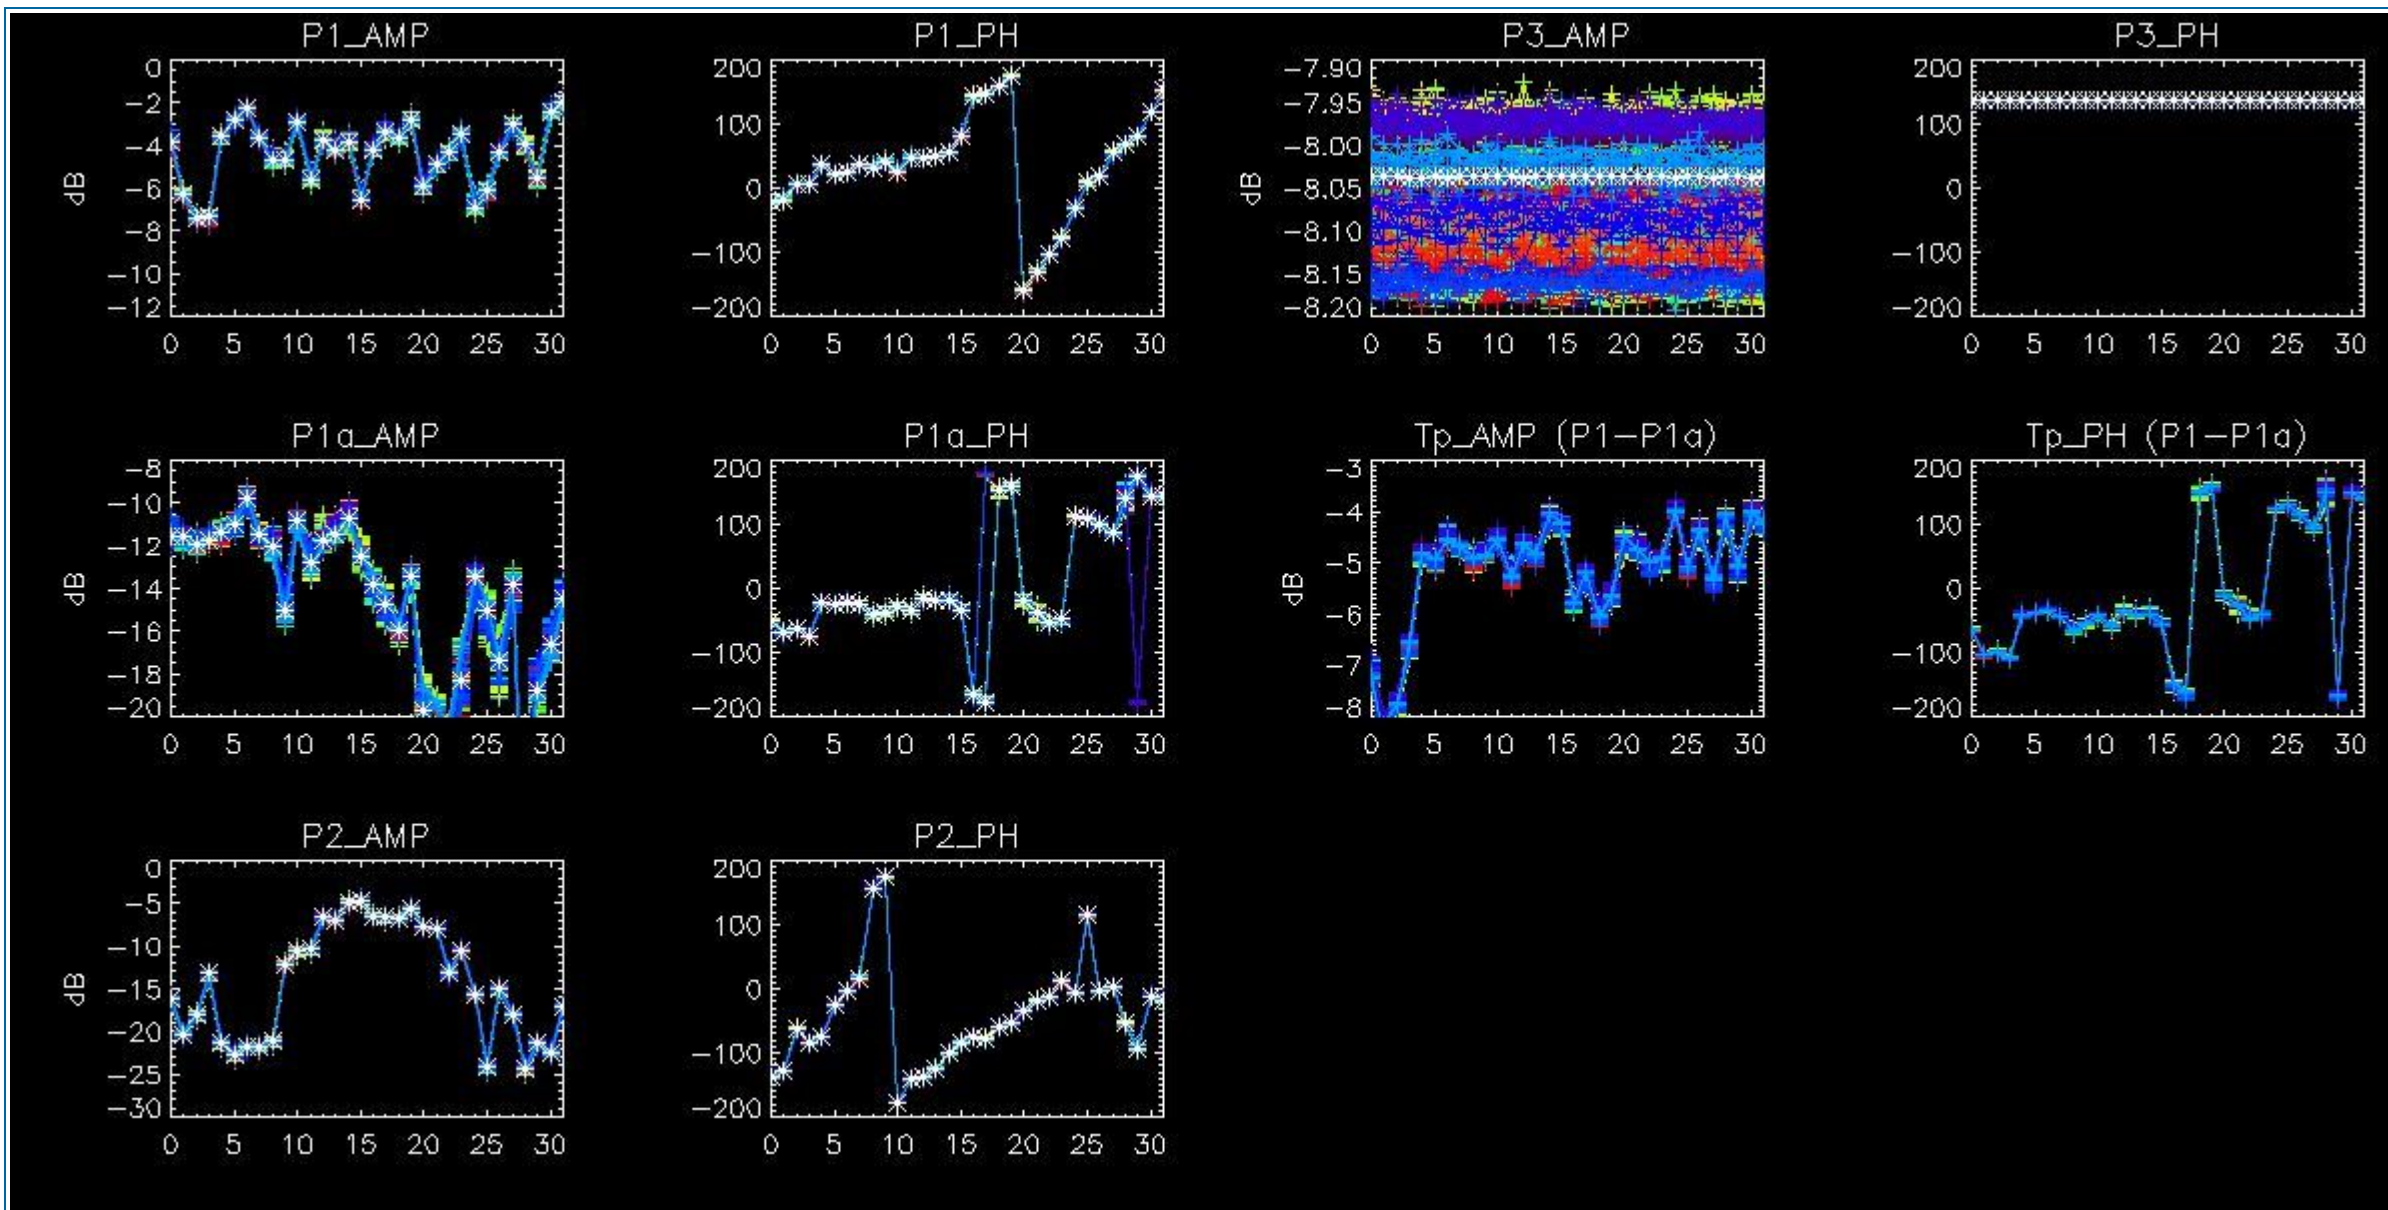 P1_AMP
0
−2
−4
−6
−8
−10
−12
dB
0 5 10 15 20 25 30
P1_PH
200
100
0
−100
−200
0 5 10 15 20 25 30
P3_AMP
−7.90
−7.95
−8.00
−8.05
−8.10
−8.15
−8.20
dB
0 5 10 15 20 25 30
P3_PH
200
100
0
−100
−200
0 5 10 15 20 25 30
P1a_AMP
−8
−10
−12
−14
−16
−18
−20
dB
0 5 10 15 20 25 30
P1a_PH
200
100
0
−100
−200
0 5 10 15 20 25 30
Tp_AMP (P1−P1a)
−3
−4
−5
−6
−7
−8
dB
0 5 10 15 20 25 30
Tp_PH (P1−P1a)
200
100
0
−100
−200
0 5 10 15 20 25 30
P2_AMP
0
−5
−10
−15
−20
−25
−30
dB
0 5 10 15 20 25 30
P2_PH
200
100
0
−100
−200
0 5 10 15 20 25 30